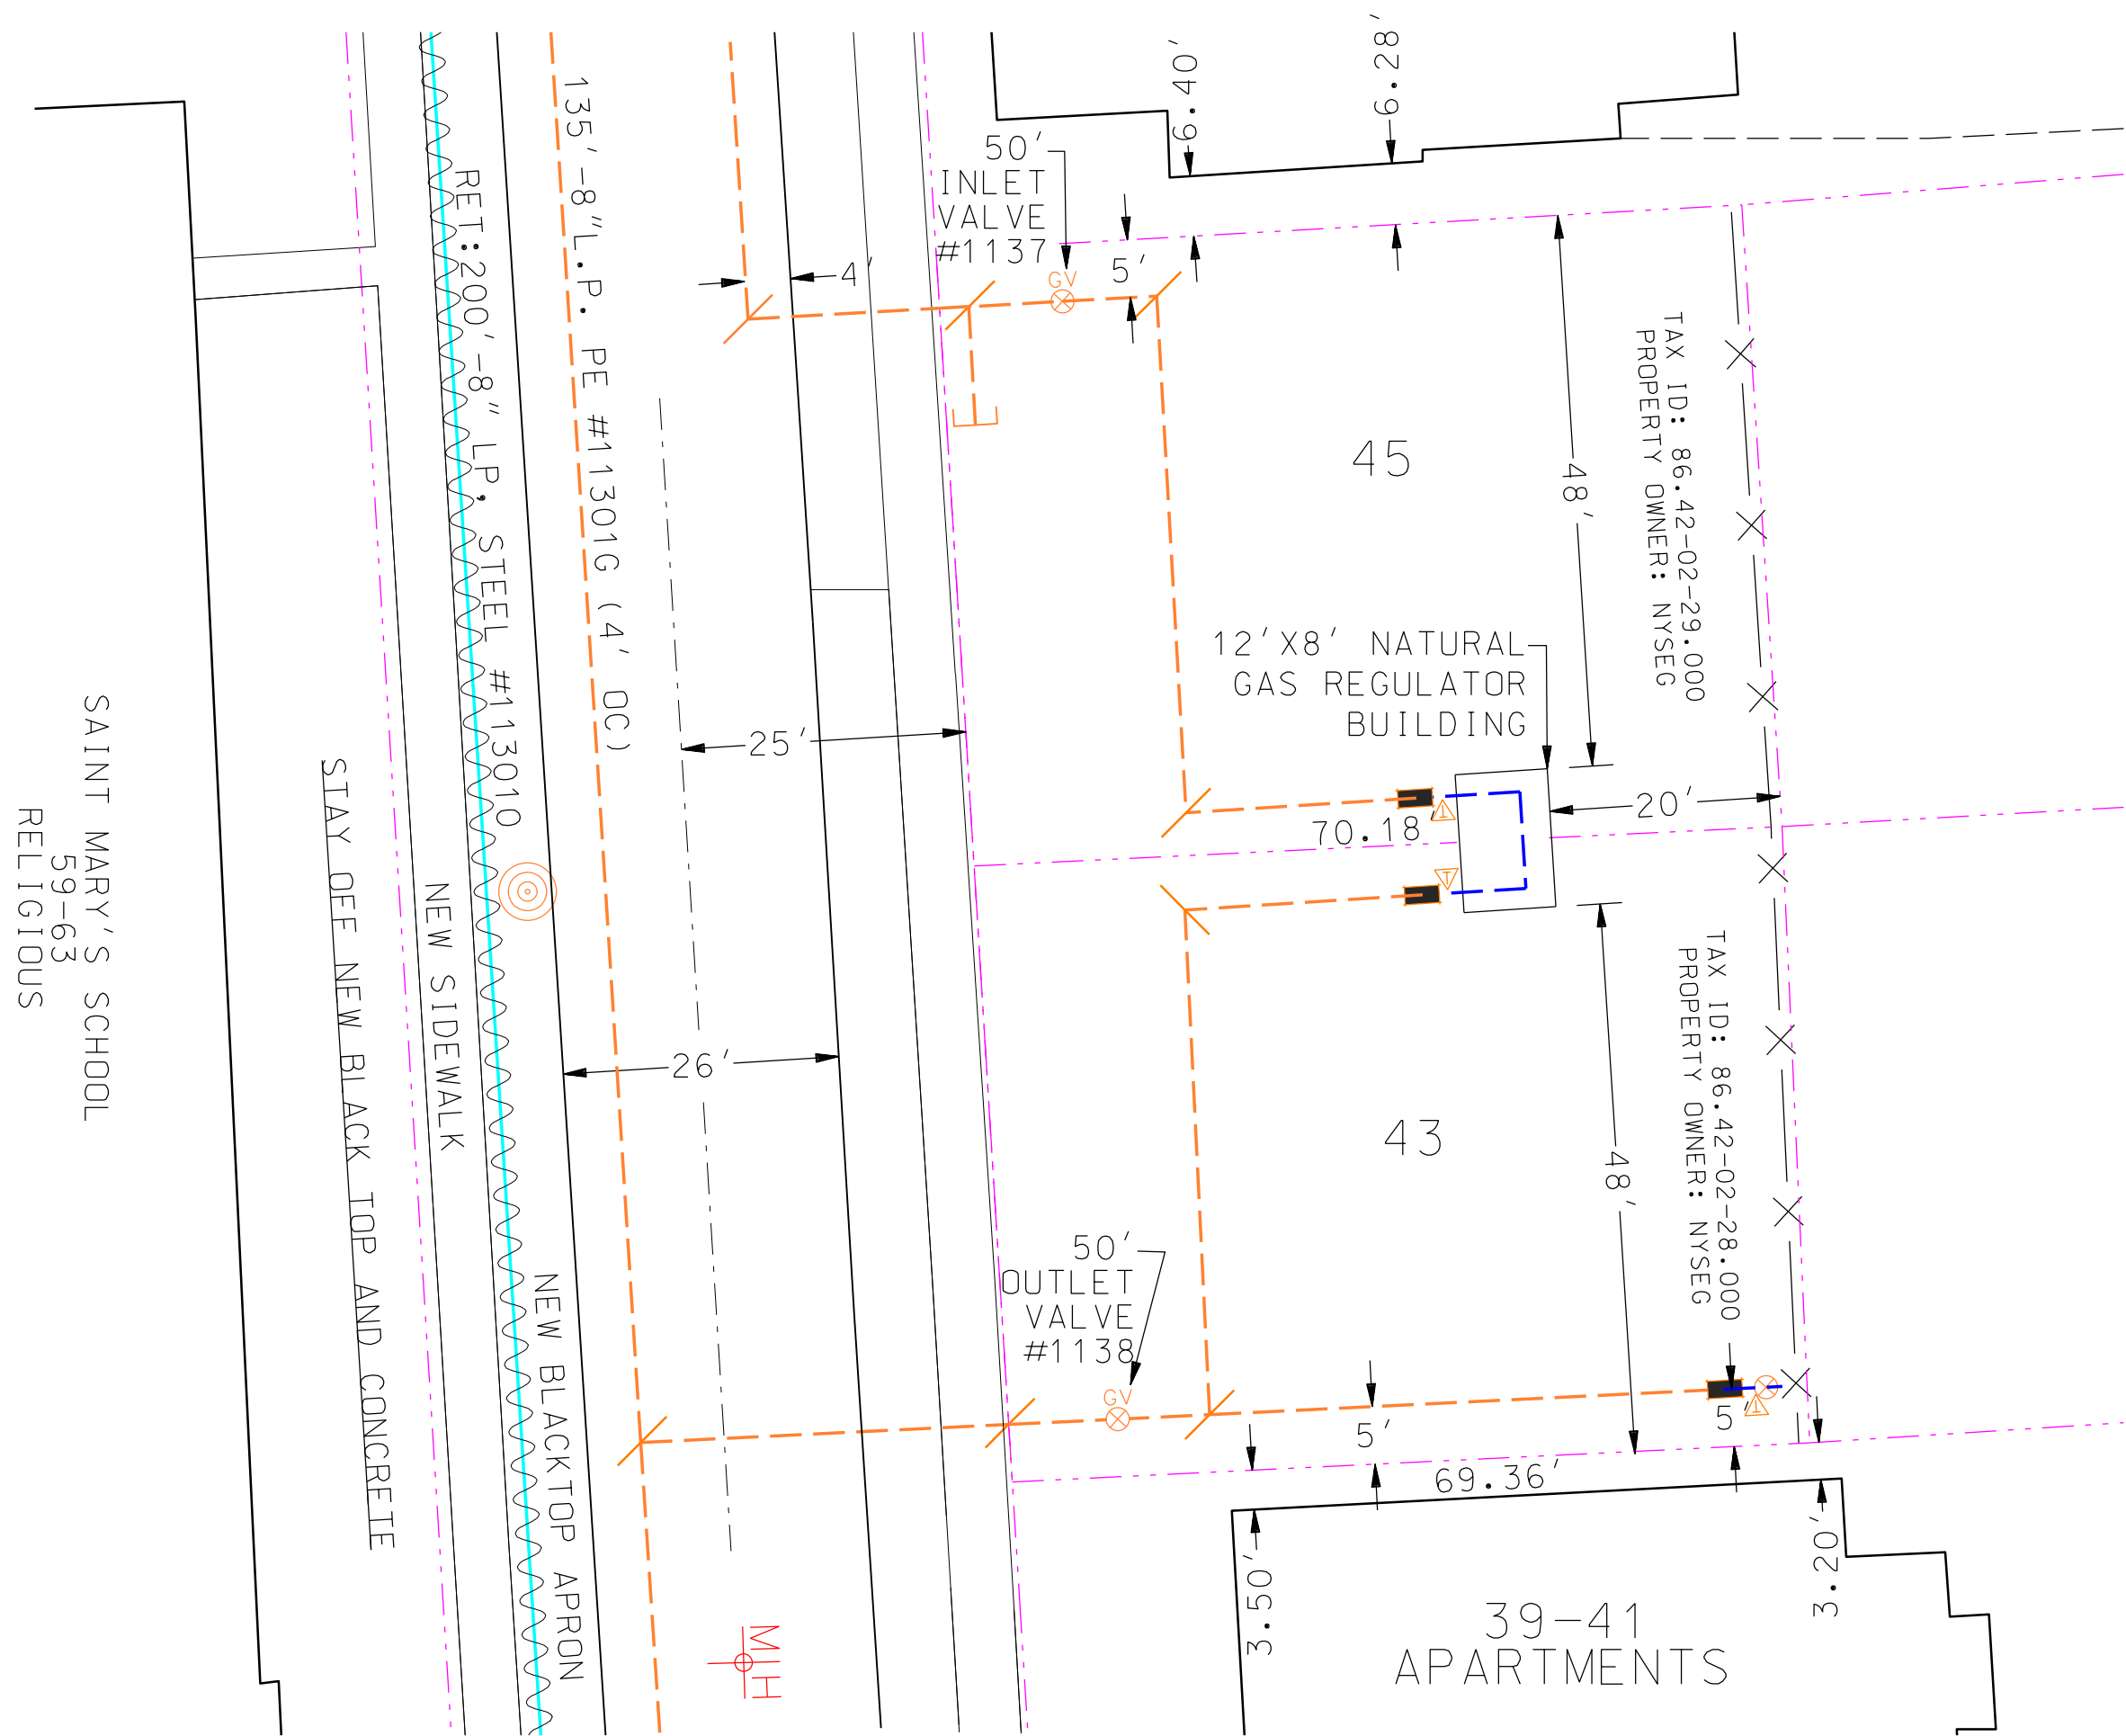 6.40'
6.28'
50'
INLET
VALVE
#1137
5'
4'
135'-8"L.P. PE #11301G (4' OC)
RET:200'-8" LP, STEEL #113010
45
48'
TAX ID: 86.42-02-29.000
PROPERTY OWNER: NYSEG
12'X8' NATURAL
GAS REGULATOR
BUILDING
25'
20'
70.18'
SAINT MARY'S SCHOOL
59-63
RELIGIOUS
STAY OFF NEW BLACK TOP AND CONCRETE
NEW SIDEWALK
26'
43
48'
TAX ID: 86.42-02-28.000
PROPERTY OWNER: NYSEG
50'
OUTLET
VALVE
#1138
GV
GV
5'
5'
69.36'
NEW BLACKTOP APRON
3.50'
3.20'
39-41
APARTMENTS
MH